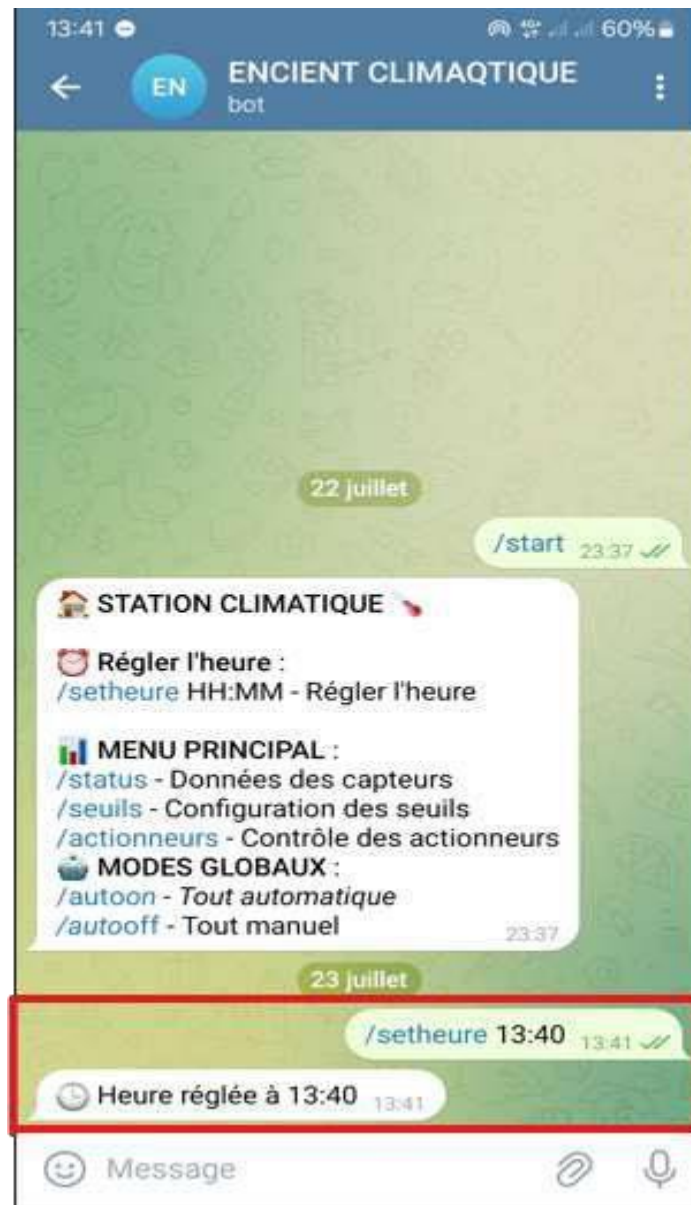 13:41 60%
EN ENCIENT CLIMAQTIQUE
bot
22 juillet
/start 23:37
STATION CLIMATIQUE
Régler l'heure :
/setheure HH:MM - Régler l'heure
MENU PRINCIPAL :
/status - Données des capteurs
/seuils - Configuration des seuils
/actionneurs - Contrôle des actionneurs
MODES GLOBAUX :
/autoon - Tout automatique
/autooff - Tout manuel 23:37
23 juillet
/setheure 13:40 13:41
Heure réglée à 13:40 13:41
Message